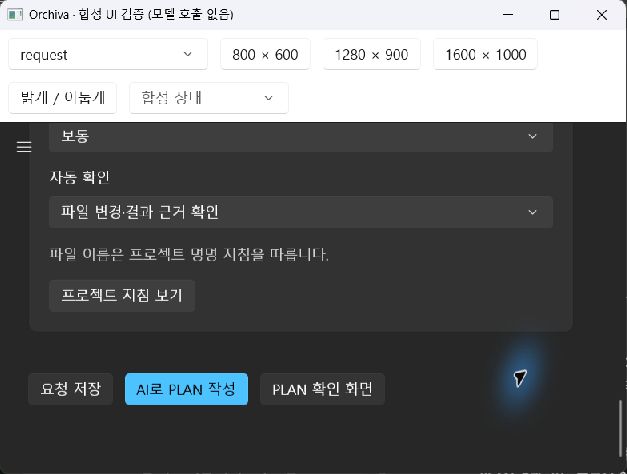 Orchiva · 합성 UI 검증 (모델 호출 없음)
request
800 × 600
1280 × 900
1600 × 1000
밝게 / 어둡게
합성 상태
보통
자동 확인
파일 변경·결과 근거 확인
파일 이름은 프로젝트 명명 지침을 따릅니다.
프로젝트 지침 보기
요청 저장
AI로 PLAN 작성
PLAN 확인 화면